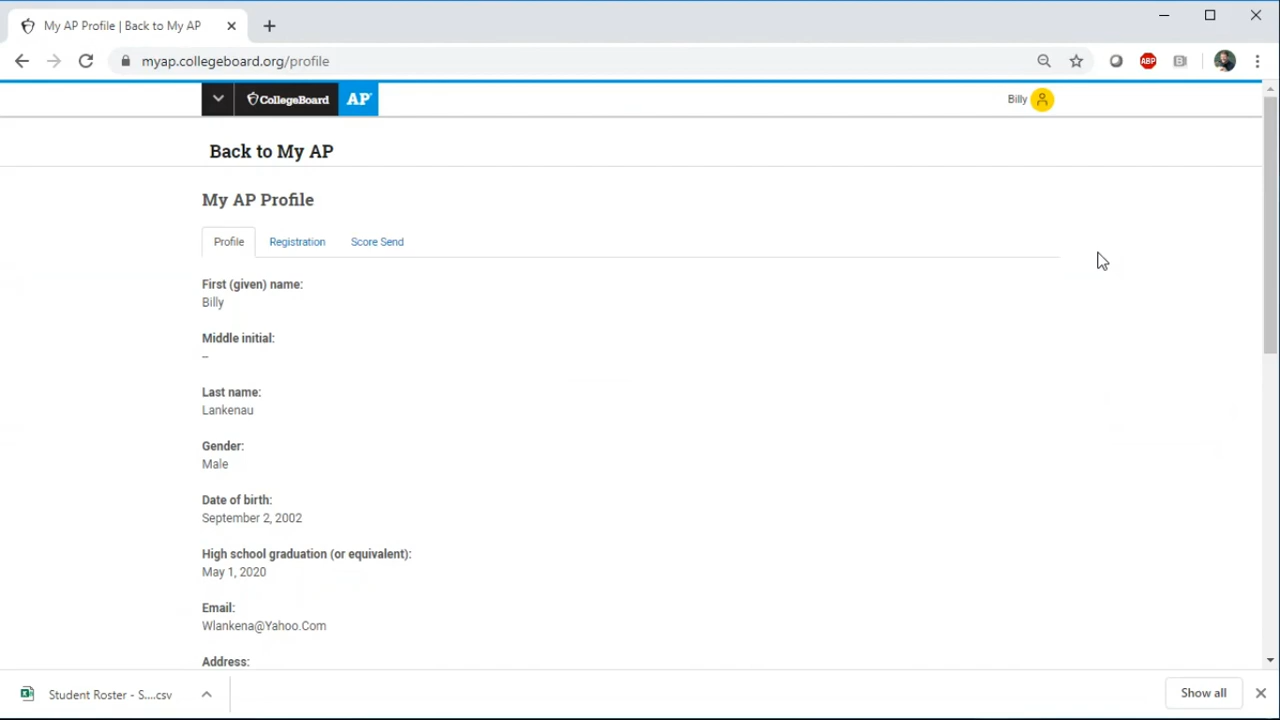 My AP Profile | Back to My AP
myap.collegeboard.org/profile
ABP
CollegeBoard AP
Billy
Back to My AP
My AP Profile
Profile
Registration
Score Send
First (given) name:
Billy
Middle initial:
--
Last name:
Lankenau
Gender:
Male
Date of birth:
September 2, 2002
High school graduation (or equivalent):
May 1, 2020
Email:
Wlankena@Yahoo.Com
Address:
Student Roster - S....csv
Show all